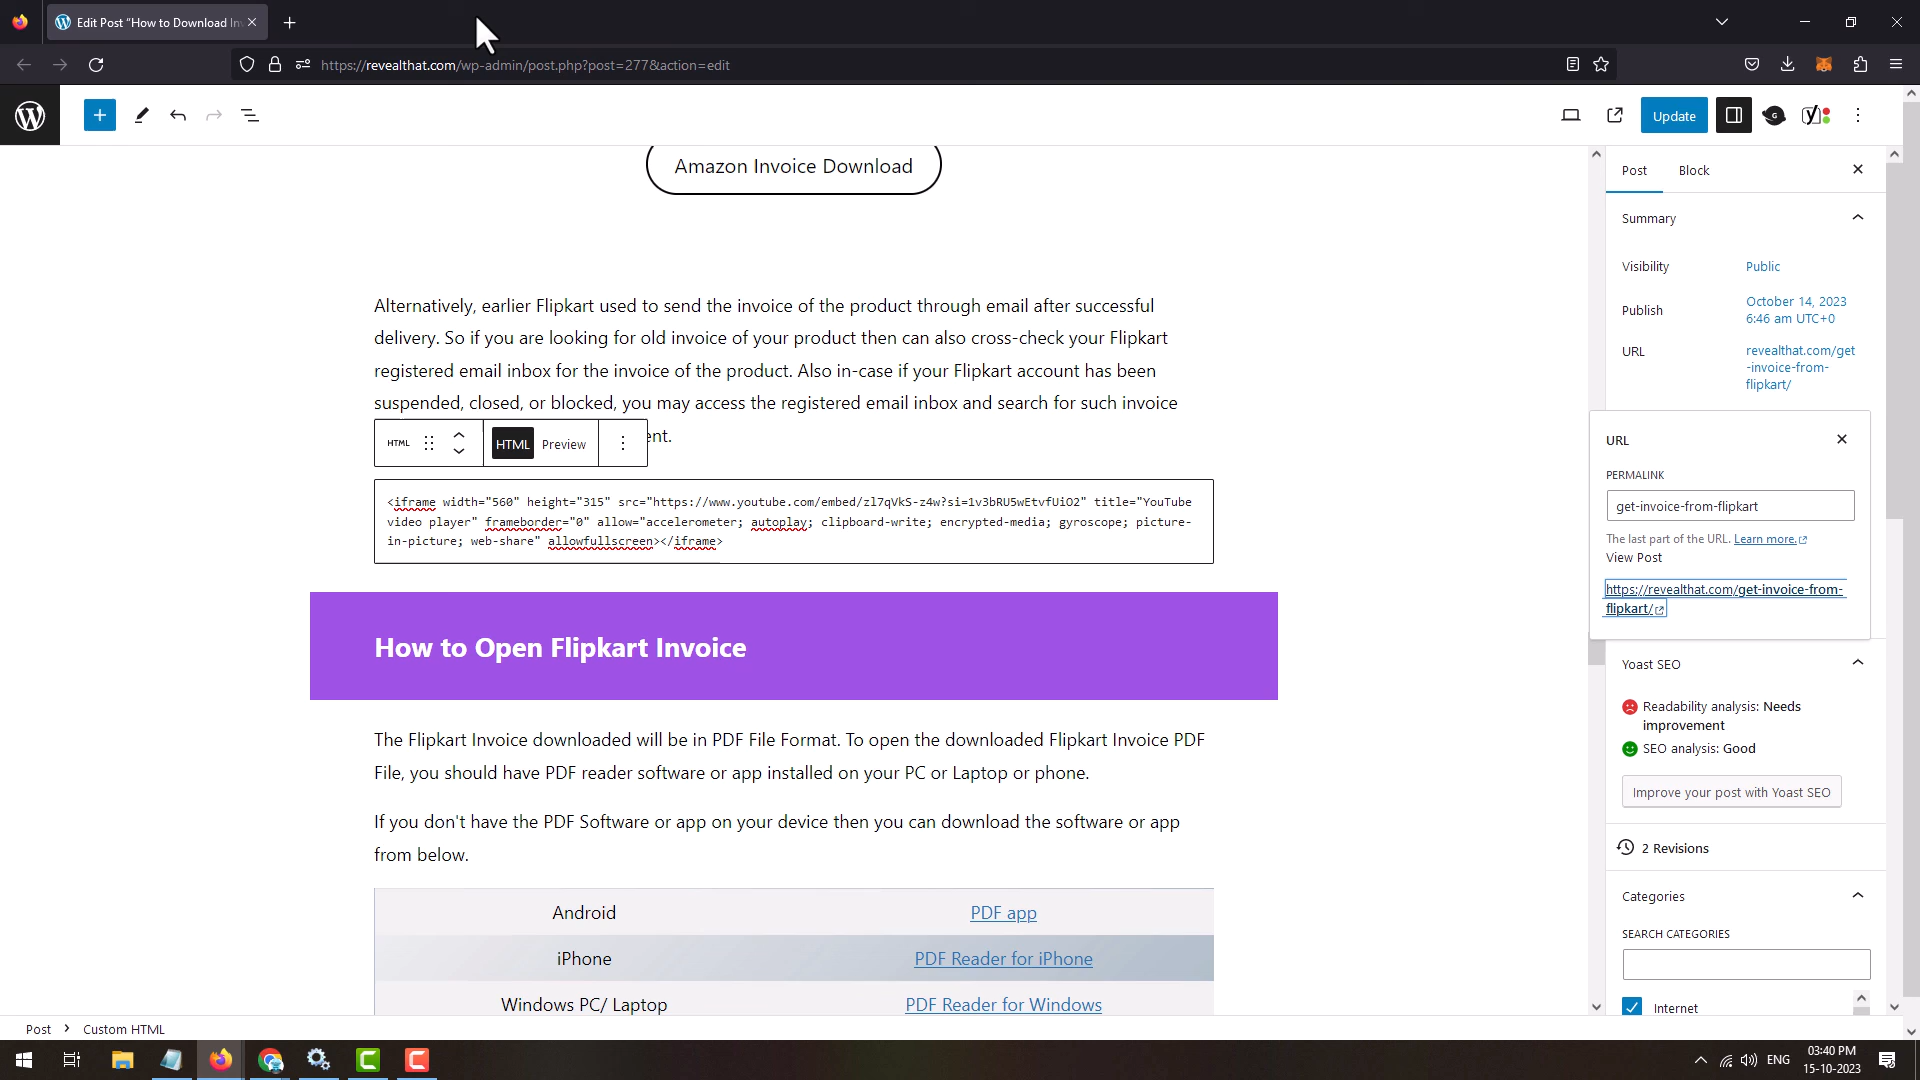 Edit Post “How to Download In
https://revealthat.com/wp-admin/post.php?post=277&action=edit
Update
Amazon Invoice Download
Alternatively, earlier Flipkart used to send the invoice of the product through email after successful
delivery. So if you are looking for old invoice of your product then can also cross-check your Flipkart
registered email inbox for the invoice of the product. Also in-case if your Flipkart account has been
suspended, closed, or blocked, you may access the registered email inbox and search for such invoice
ent.
HTML
HTML
Preview
<iframe width="560" height="315" src="https://www.youtube.com/embed/zl7qVkS-z4w?si=1v3bRU5wEtvfUiO2" title="YouTube
video player" frameborder="0" allow="accelerometer; autoplay; clipboard-write; encrypted-media; gyroscope; picture-
in-picture; web-share" allowfullscreen></iframe>
How to Open Flipkart Invoice
The Flipkart Invoice downloaded will be in PDF File Format. To open the downloaded Flipkart Invoice PDF
File, you should have PDF reader software or app installed on your PC or Laptop or phone.
If you don't have the PDF Software or app on your device then you can download the software or app
from below.
Android PDF app
iPhone PDF Reader for iPhone
Windows PC/ Laptop PDF Reader for Windows
Post Block
Summary
Visibility Public
Publish October 14, 2023
6:46 am UTC+0
URL revealthat.com/get
-invoice-from-
flipkart/
URL
PERMALINK
get-invoice-from-flipkart
The last part of the URL. Learn more.
View Post
https://revealthat.com/get-invoice-from-
flipkart/
Yoast SEO
Readability analysis: Needs
improvement
SEO analysis: Good
Improve your post with Yoast SEO
2 Revisions
Categories
SEARCH CATEGORIES
Internet
Post Custom HTML
ENG
03:40 PM
15-10-2023